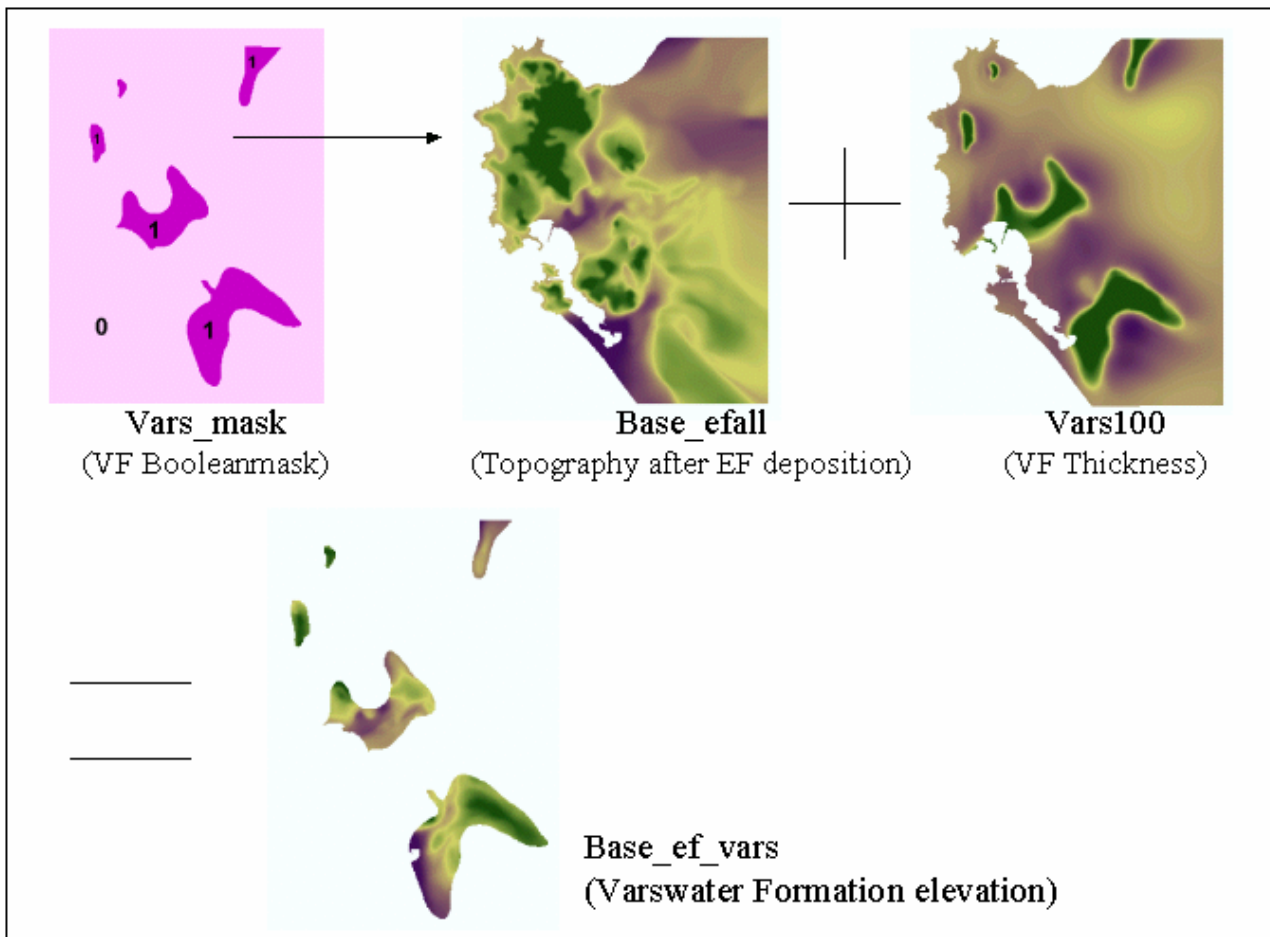 1
1
1
0
1
Vars_mask
(VF Booleanmask)
Base_efall
(Topography after EF deposition)
Vars100
(VF Thickness)
Base_ef_vars
(Varswater Formation elevation)